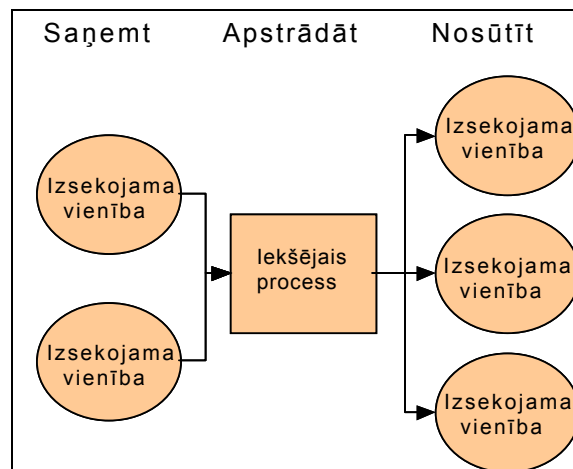 Saņemt Apstrādāt Nosūtīt
Izsekojama
vienība
Izsekojama
vienība
Iekšējais
process
Izsekojama
vienība
Izsekojama
vienība
Izsekojama
vienība